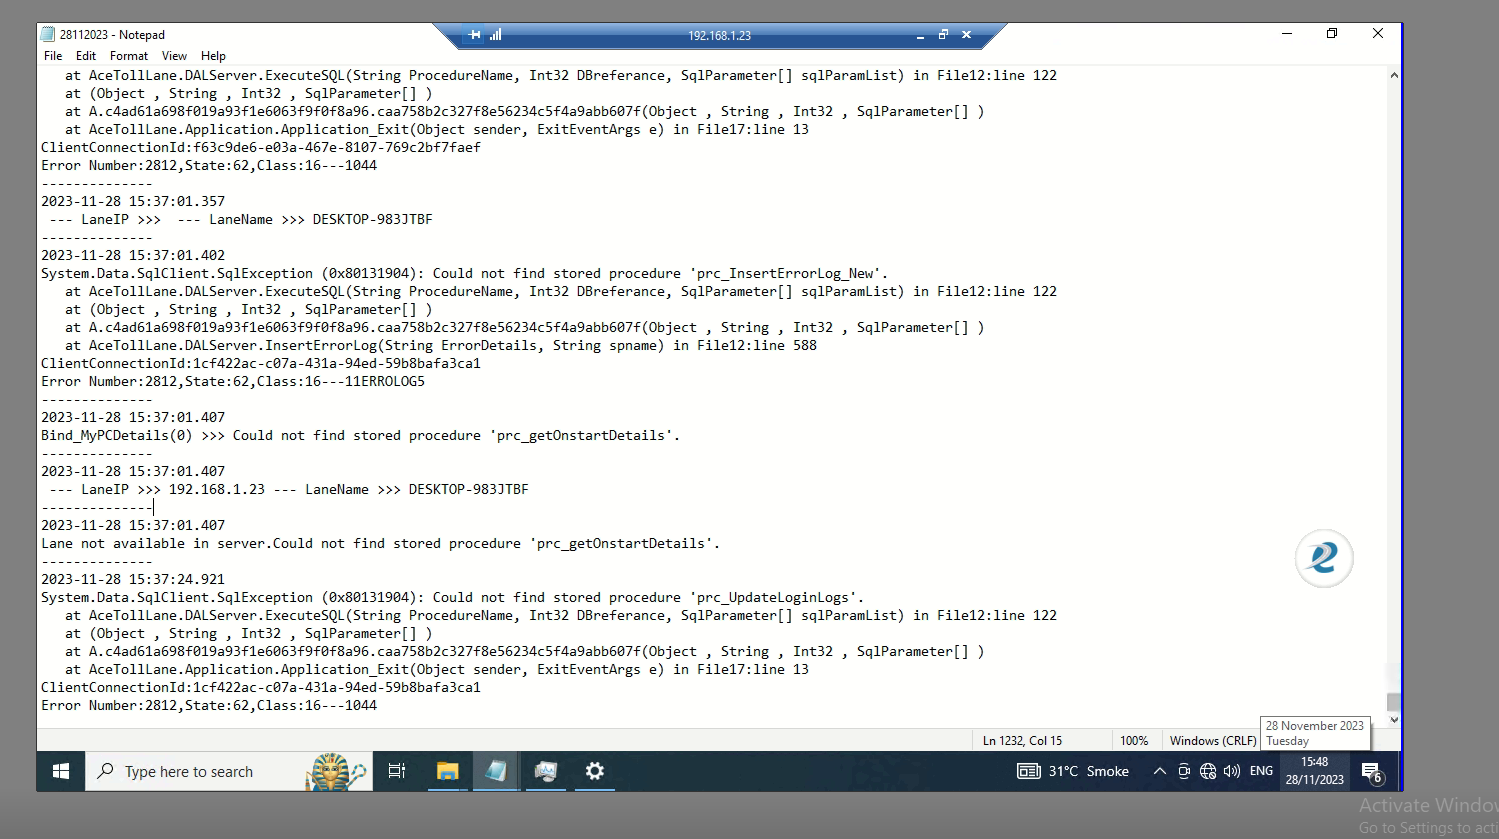 28112023 - Notepad
192.168.1.23
File Edit Format View Help
at AceTollLane.DALServer.ExecuteSQL(String ProcedureName, Int32 DBreferance, SqlParameter[] sqlParamList) in File12:line 122
at (Object , String , Int32 , SqlParameter[] )
at A.c4ad61a698f019a93f1e6063f9f0f8a96.caa758b2c327f8e56234c5f4a9abb607f(Object , String , Int32 , SqlParameter[] )
at AceTollLane.Application.Application_Exit(Object sender, ExitEventArgs e) in File17:line 13
ClientConnectionId:f63c9de6-e03a-467e-8107-769c2bf7faef
Error Number:2812,State:62,Class:16---1044
--------------
2023-11-28 15:37:01.357
--- LaneIP >>>  --- LaneName >>> DESKTOP-983JTBF
--------------
2023-11-28 15:37:01.402
System.Data.SqlClient.SqlException (0x80131904): Could not find stored procedure 'prc_InsertErrorLog_New'.
at AceTollLane.DALServer.ExecuteSQL(String ProcedureName, Int32 DBreferance, SqlParameter[] sqlParamList) in File12:line 122
at (Object , String , Int32 , SqlParameter[] )
at A.c4ad61a698f019a93f1e6063f9f0f8a96.caa758b2c327f8e56234c5f4a9abb607f(Object , String , Int32 , SqlParameter[] )
at AceTollLane.DALServer.InsertErrorLog(String ErrorDetails, String spname) in File12:line 588
ClientConnectionId:1cf422ac-c07a-431a-94ed-59b8bafa3ca1
Error Number:2812,State:62,Class:16---11ERROLOG5
--------------
2023-11-28 15:37:01.407
Bind_MyPCDetails(0) >>> Could not find stored procedure 'prc_getOnstartDetails'.
--------------
2023-11-28 15:37:01.407
--- LaneIP >>> 192.168.1.23 --- LaneName >>> DESKTOP-983JTBF
--------------
2023-11-28 15:37:01.407
Lane not available in server.Could not find stored procedure 'prc_getOnstartDetails'.
--------------
2023-11-28 15:37:24.921
System.Data.SqlClient.SqlException (0x80131904): Could not find stored procedure 'prc_UpdateLoginLogs'.
at AceTollLane.DALServer.ExecuteSQL(String ProcedureName, Int32 DBreferance, SqlParameter[] sqlParamList) in File12:line 122
at (Object , String , Int32 , SqlParameter[] )
at A.c4ad61a698f019a93f1e6063f9f0f8a96.caa758b2c327f8e56234c5f4a9abb607f(Object , String , Int32 , SqlParameter[] )
at AceTollLane.Application.Application_Exit(Object sender, ExitEventArgs e) in File17:line 13
ClientConnectionId:1cf422ac-c07a-431a-94ed-59b8bafa3ca1
Error Number:2812,State:62,Class:16---1044
28 November 2023
Tuesday
Ln 1232, Col 15 100% Windows (CRLF)
Type here to search
31°C Smoke
ENG
15:48
28/11/2023
6
Activate Window
Go to Settings to acti